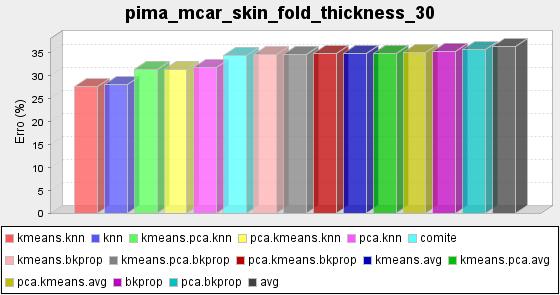 pima_mcar_skin_fold_thickness_30
35
30
25
20
15
10
5
0
Erro (%)
kmeans.knn knn kmeans.pca.knn pca.kmeans.knn pca.knn comite
kmeans.bkprop kmeans.pca.bkprop pca.kmeans.bkprop kmeans.avg kmeans.pca.avg
pca.kmeans.avg bkprop pca.bkprop avg